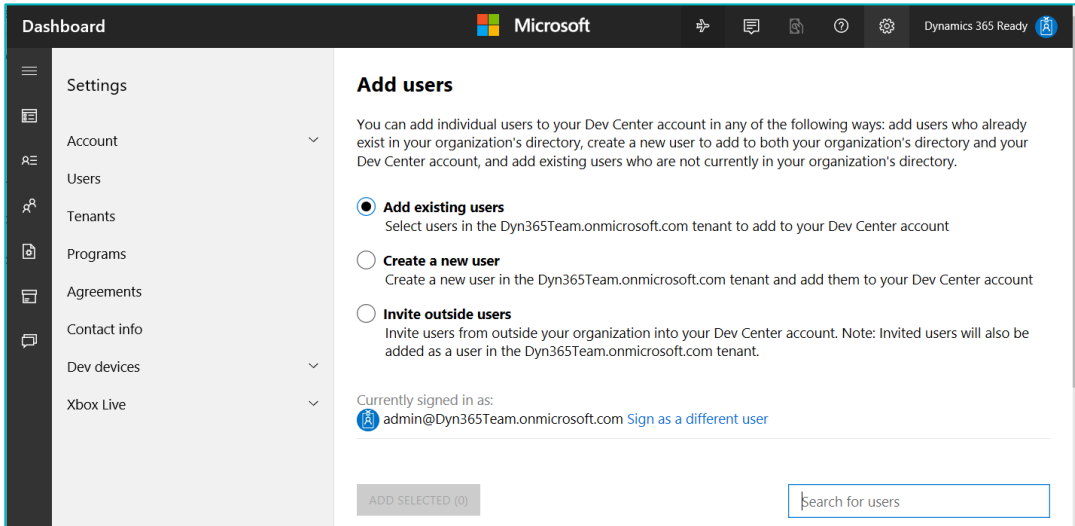 Dashboard
Microsoft
Dynamics 365 Ready
Settings
Account
Users
Tenants
Programs
Agreements
Contact info
Dev devices
Xbox Live
Add users
You can add individual users to your Dev Center account in any of the following ways: add users who already
exist in your organization's directory, create a new user to add to both your organization's directory and your
Dev Center account, and add existing users who are not currently in your organization's directory.
Add existing users
Select users in the Dyn365Team.onmicrosoft.com tenant to add to your Dev Center account
Create a new user
Create a new user in the Dyn365Team.onmicrosoft.com tenant and add them to your Dev Center account
Invite outside users
Invite users from outside your organization into your Dev Center account. Note: Invited users will also be
added as a user in the Dyn365Team.onmicrosoft.com tenant.
Currently signed in as:
admin@Dyn365Team.onmicrosoft.com Sign as a different user
ADD SELECTED (0)
Search for users